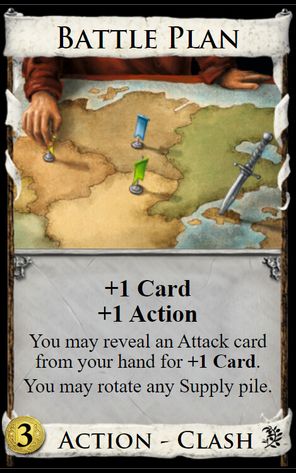 BATTLE PLAN
+1 Card
+1 Action
You may reveal an Attack card
from your hand for +1 Card.
You may rotate any Supply pile.
3 ACTION - CLASH